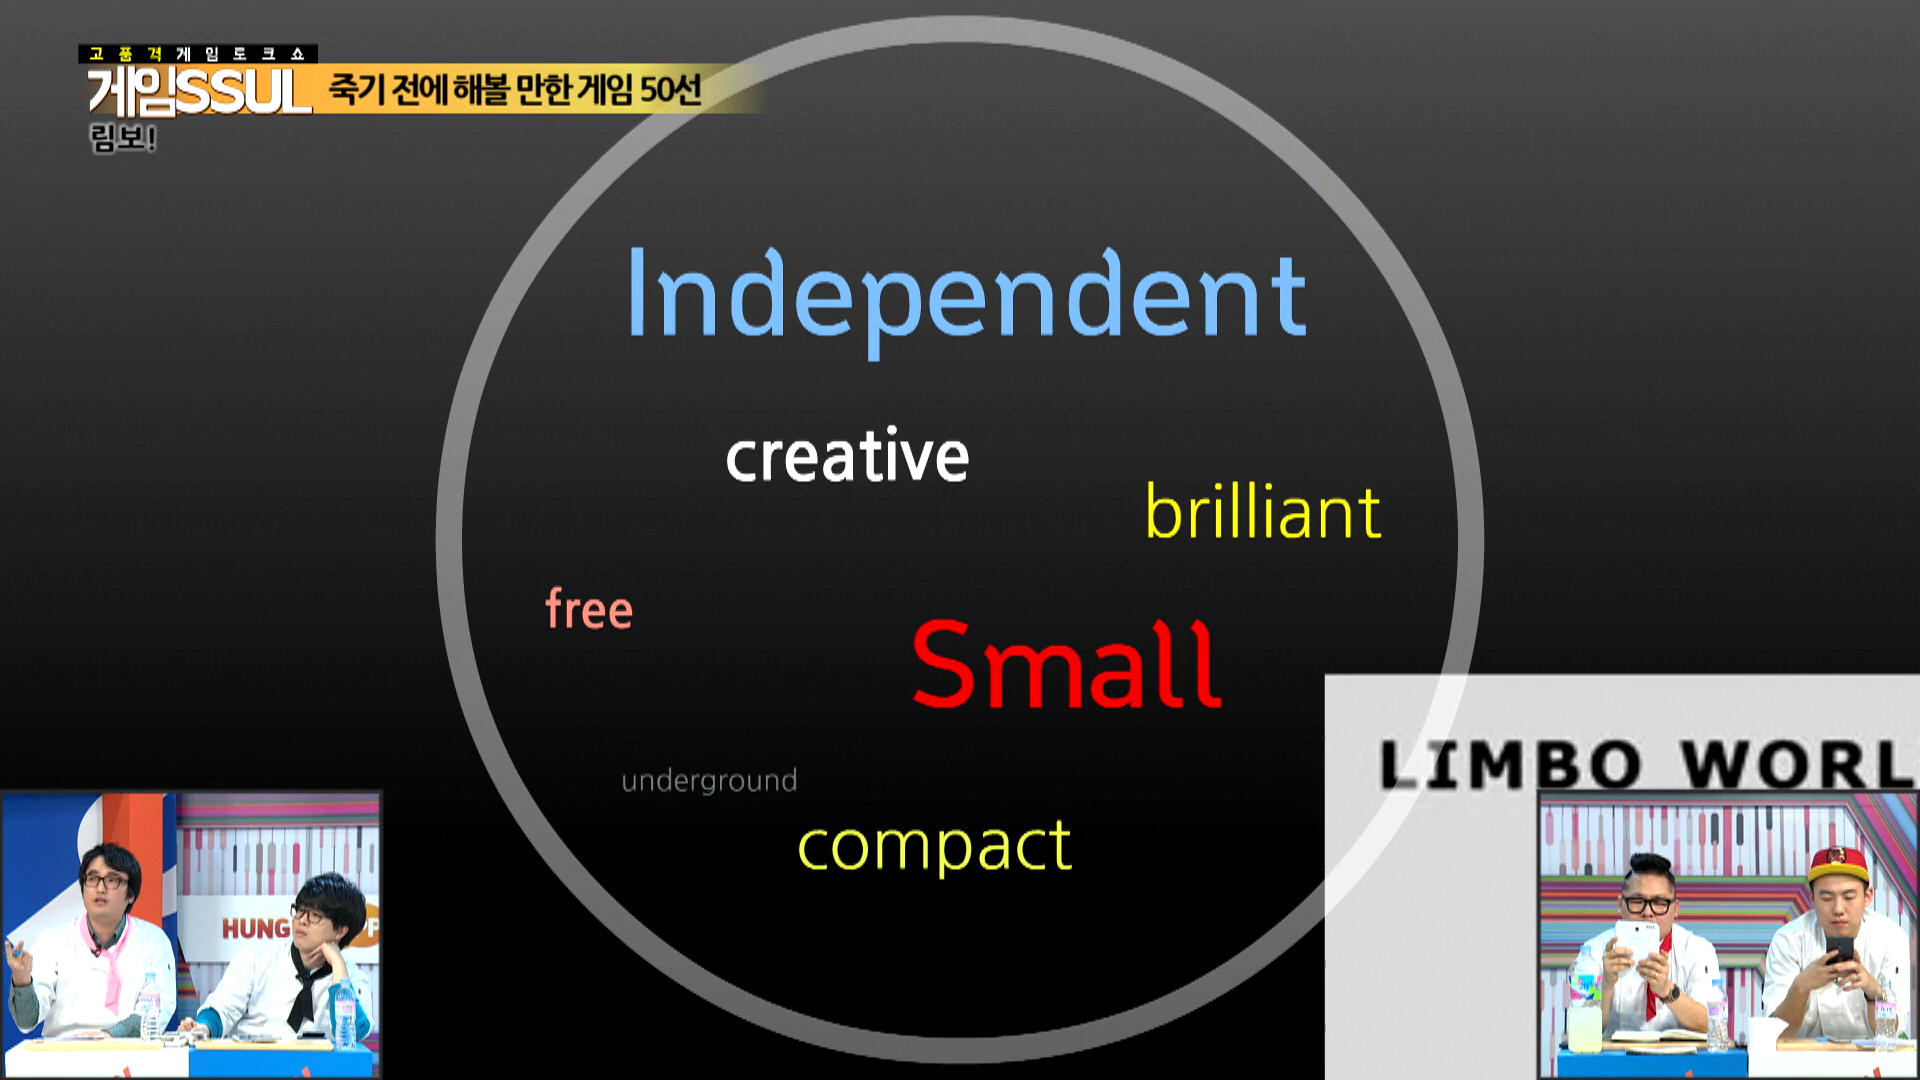 고품격게임토크쇼
게임SSUL 죽기 전에 해볼 만한 게임 50선
림보!
Independent
creative
brilliant
free
Small
underground
compact
LIMBO WORL
HUNG